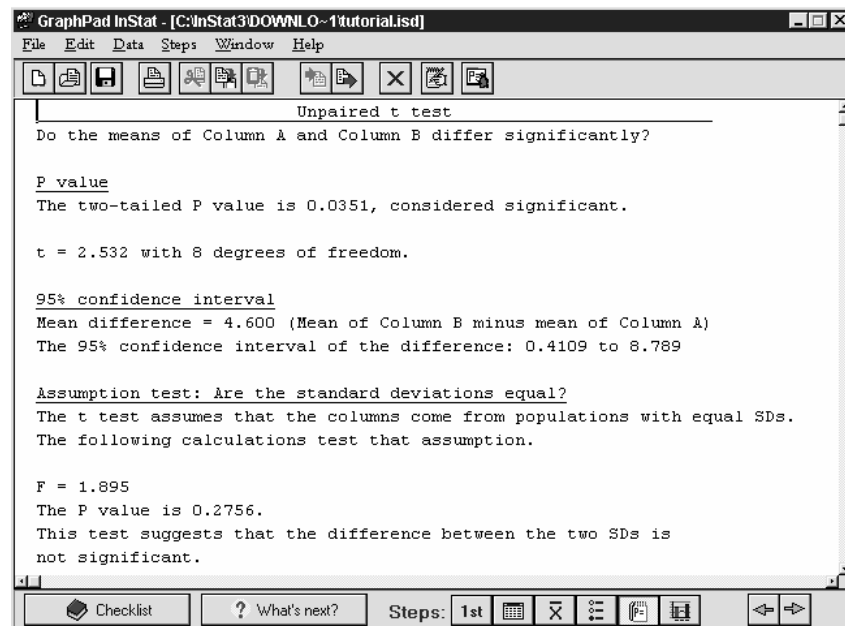 GraphPad InStat - [C:\InStat3\DOWNLO~1\tutorial.isd]
File Edit Data Steps Window Help
Unpaired t test
Do the means of Column A and Column B differ significantly?
P value
The two-tailed P value is 0.0351, considered significant.
t = 2.532 with 8 degrees of freedom.
95% confidence interval
Mean difference = 4.600 (Mean of Column B minus mean of Column A)
The 95% confidence interval of the difference: 0.4109 to 8.789
Assumption test: Are the standard deviations equal?
The t test assumes that the columns come from populations with equal SDs.
The following calculations test that assumption.
F = 1.895
The P value is 0.2756.
This test suggests that the difference between the two SDs is
not significant.
Checklist ? What's next? Steps: 1st x̅ P=